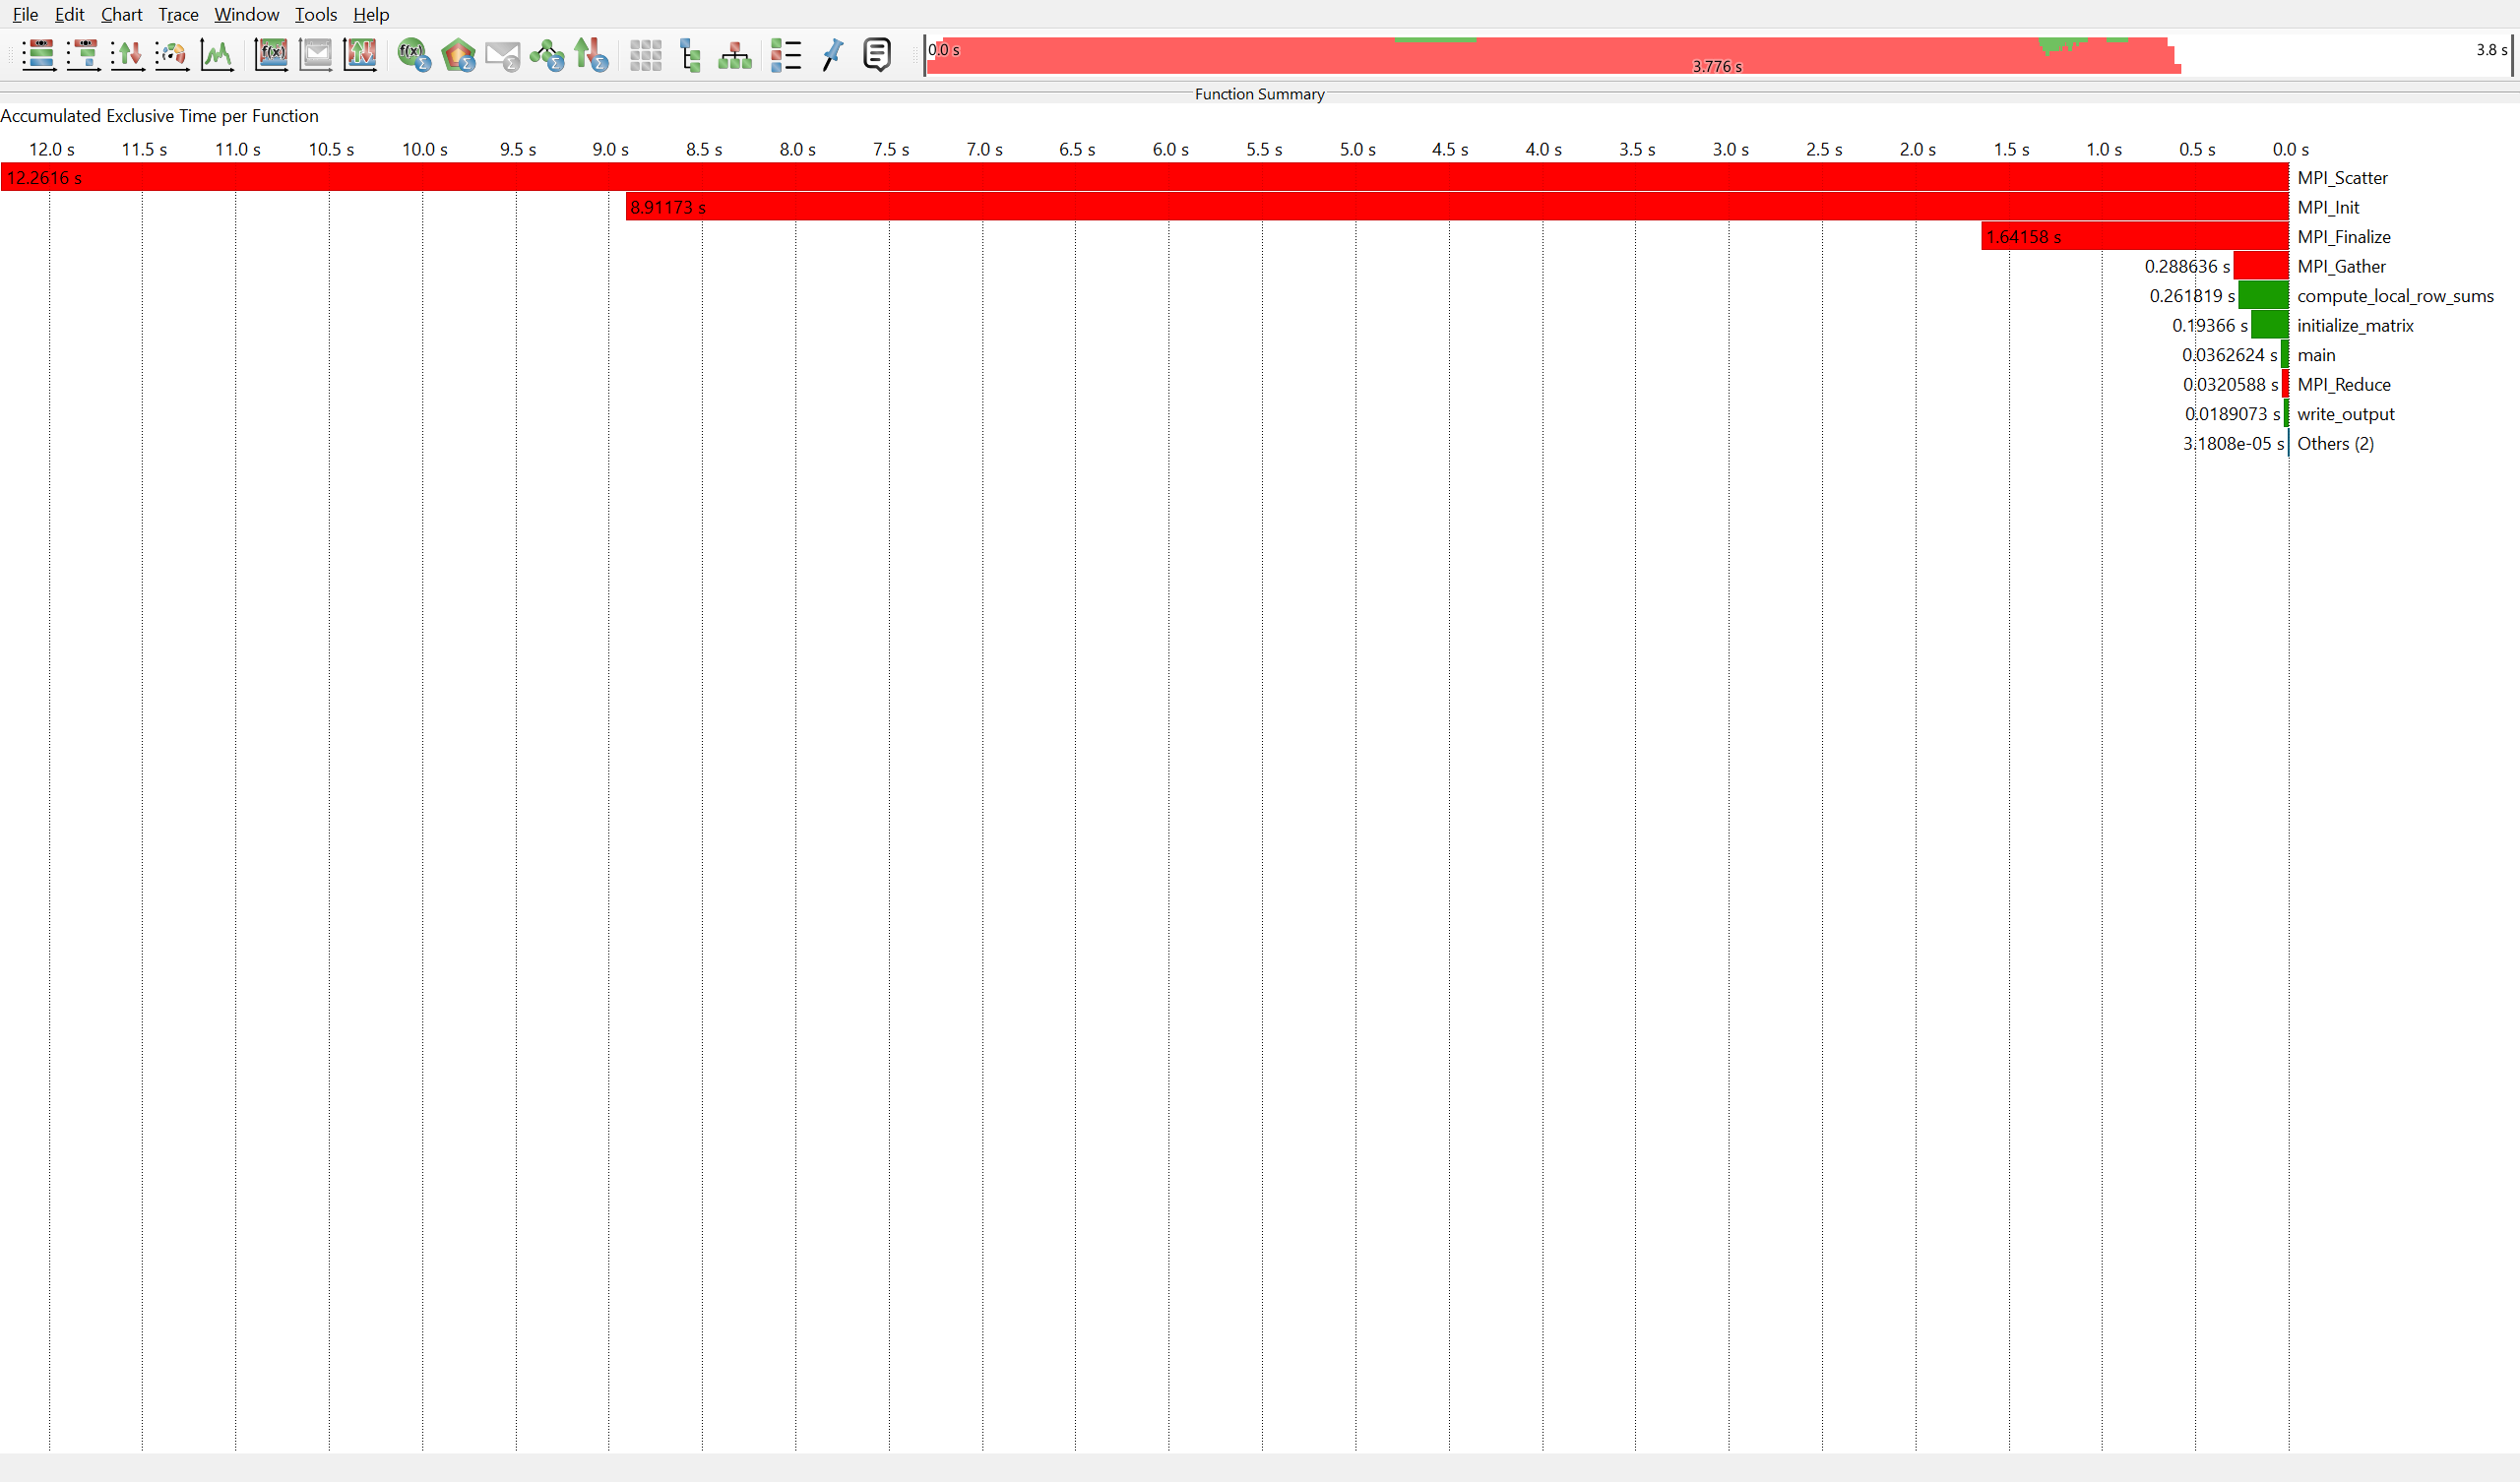 File Edit Chart Trace Window Tools Help
0.0 s 3.776 s 3.8 s
Function Summary
Accumulated Exclusive Time per Function
12.0 s 11.5 s 11.0 s 10.5 s 10.0 s 9.5 s 9.0 s 8.5 s 8.0 s 7.5 s 7.0 s 6.5 s 6.0 s 5.5 s 5.0 s 4.5 s 4.0 s 3.5 s 3.0 s 2.5 s 2.0 s 1.5 s 1.0 s 0.5 s 0.0 s
12.2616 s MPI_Scatter
8.91173 s MPI_Init
1.64158 s MPI_Finalize
0.288636 s MPI_Gather
0.261819 s compute_local_row_sums
0.19366 s initialize_matrix
0.0362624 s main
0.0320588 s MPI_Reduce
0.0189073 s write_output
3.1808e-05 s Others (2)